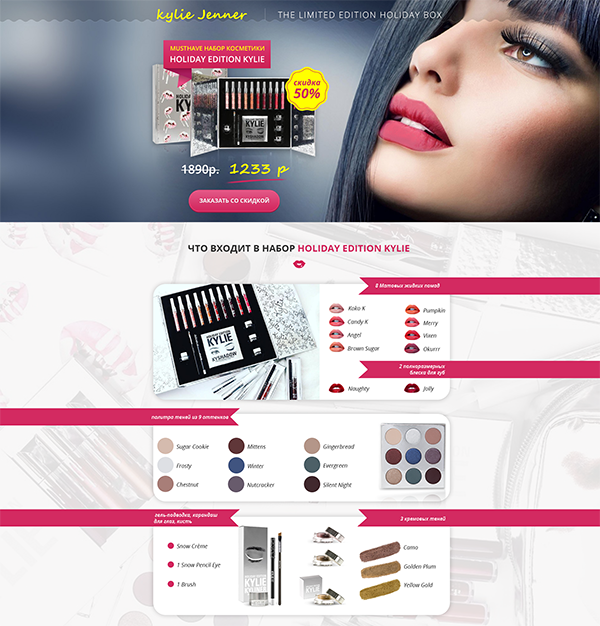 kylie Jenner | THE LIMITED EDITION HOLIDAY BOX
MUSTHAVE НАБОР КОСМЕТИКИ
HOLIDAY EDITION KYLIE
скидка
50%
1890р. 1233 р
ЗАКАЗАТЬ СО СКИДКОЙ
ЧТО ВХОДИТ В НАБОР HOLIDAY EDITION KYLIE
8 Матовых жидких помад
Koko K
Candy K
Angel
Brown Sugar
Pumpkin
Merry
Vixen
Okurrr
HOLIDAY EDITION
KYLIE
KYSHADOW
2 полноразмерных
блеска для губ
Naughty
Jolly
палитра теней из 9 оттенков
Sugar Cookie
Mittens
Gingerbread
Frosty
Winter
Evergreen
Chestnut
Nutcracker
Silent Night
гель-подводка, карандаш
для глаз, кисть
3 кремовых теней
Snow Crème
1 Snow Pencil Eye
1 Brush
KYLIE
Camo
Golden Plum
Yellow Gold